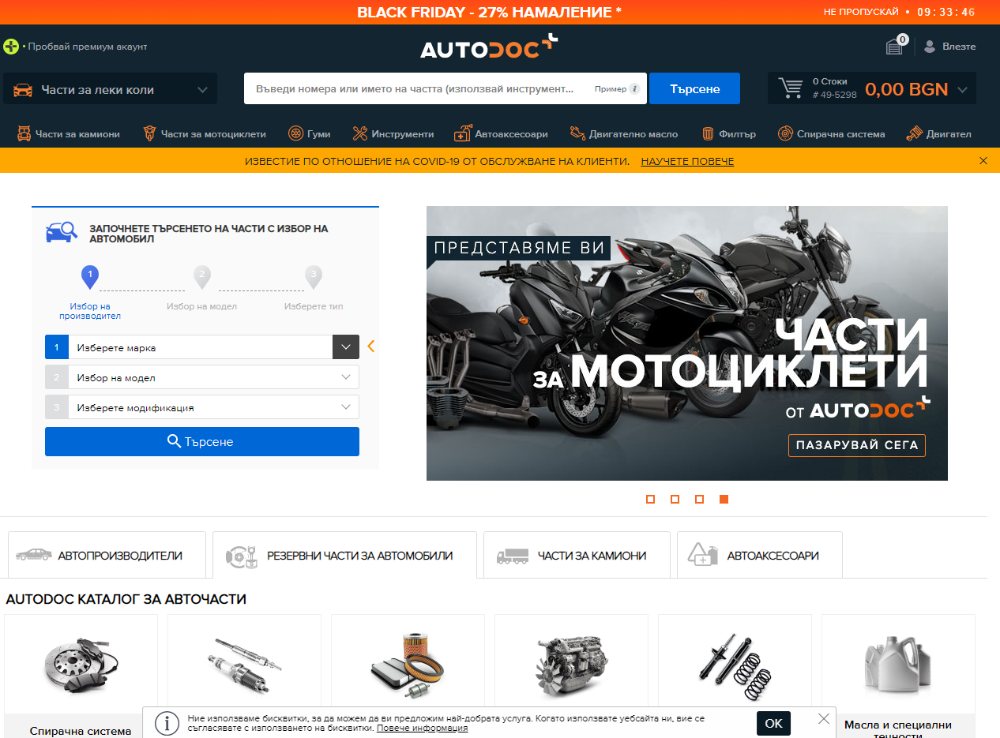 BLACK FRIDAY - 27% НАМАЛЕНИЕ *
НЕ ПРОПУСКАЙ • 09:33:46
• Пробвай премиум акаунт
AUTODOC
0
Влезте
Части за леки коли
Въведи номера или името на частта (използвай инструмент...
Пример i
Търсене
0 Стоки
# 49-5298
0,00 BGN
Части за камиони
Части за мотоциклети
Гуми
Инструменти
Автоаксесоари
Двигателно масло
Филтър
Спирачна система
Двигател
ИЗВЕСТИЕ ПО ОТНОШЕНИЕ НА COVID-19 ОТ ОБСЛУЖВАНЕ НА КЛИЕНТИ. НАУЧЕТЕ ПОВЕЧЕ
ЗАПОЧНЕТЕ ТЪРСЕНЕТО НА ЧАСТИ С ИЗБОР НА
АВТОМОБИЛ
1
2
3
Избор на
производител
Избор на модел
Изберете тип
1 Изберете марка
2 Избор на модел
3 Изберете модификация
Търсене
ПРЕДСТАВЯМЕ ВИ
ЧАСТИ
ЗА МОТОЦИКЛЕТИ
ОТ AUTODOC
ПАЗАРУВАЙ СЕГА
АВТОПРОИЗВОДИТЕЛИ
РЕЗЕРВНИ ЧАСТИ ЗА АВТОМОБИЛИ
ЧАСТИ ЗА КАМИОНИ
АВТОАКСЕСОАРИ
AUTODOC КАТАЛОГ ЗА АВТОЧАСТИ
Спирачна система
Масла и специални
течности
Ние използваме бисквитки, за да можем да ви предложим най-добрата услуга. Когато използвате уебсайта ни, вие се
съгласявате с използването на бисквитки. Повече информация
OK